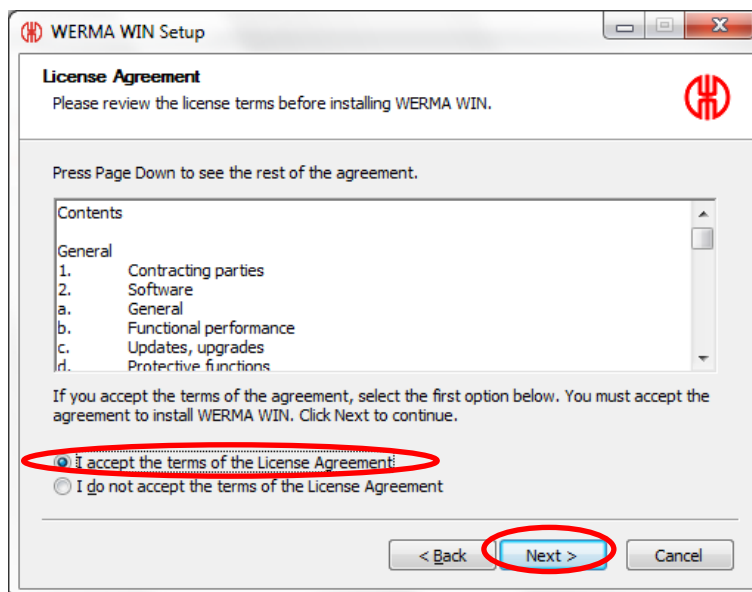 WERMA WIN Setup
License Agreement
Please review the license terms before installing WERMA WIN.
Press Page Down to see the rest of the agreement.
Contents
General
1. Contracting parties
2. Software
a. General
b. Functional performance
c. Updates, upgrades
d. Protective functions
If you accept the terms of the agreement, select the first option below. You must accept the
agreement to install WERMA WIN. Click Next to continue.
I accept the terms of the License Agreement
I do not accept the terms of the License Agreement
< Back Next > Cancel